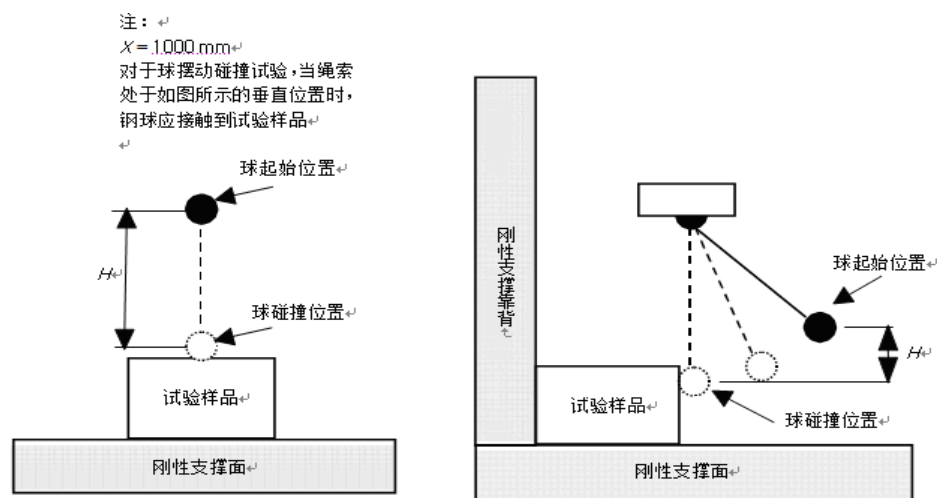 注：
X = 1000 mm
对于球摆动碰撞试验，当绳索
处于如图所示的垂直位置时，
钢球应接触到试验样品
球起始位置
H
球碰撞位置
试验样品
刚性支撑面
刚性支撑靠背
球起始位置
H
试验样品
球碰撞位置
刚性支撑面